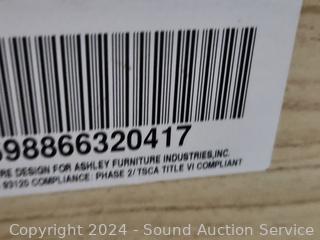 98866320417
RE DESIGN FOR ASHLEY FURNITURE INDUSTRIES,INC.
93120 COMPLIANCE: PHASE 2/TSCA TITLE VI COMPLIANT
Copyright 2024 - Sound Auction Service